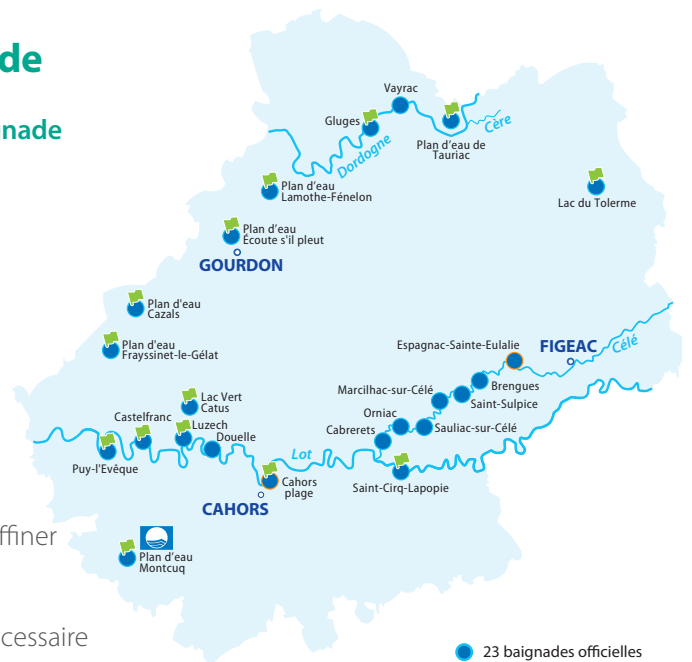 de
gnade
Vayrac
Gluges
Cère
Plan d'eau de
Tauriac
Dordogne
Plan d'eau
Lamothe-Fénelon
Lac du Tolerme
Plan d'eau
Écoute s'il pleut
GOURDON
Plan d'eau
Cazals
Plan d'eau
Frayssinet-le-Gélat
Espagnac-Sainte-Eulalie
FIGEAC
Célé
Brengues
Marcilhac-sur-Célé
Saint-Sulpice
Lac Vert
Catus
Castelfranc
Luzech
Douelle
Orniac
Cabrerets
Sauliac-sur-Célé
Puy-l'Evêque
Lot
Cahors
plage
Saint-Cirq-Lapopie
CAHORS
ffiner
Plan d'eau
Montcuq
cessaire
23 baignades officielles